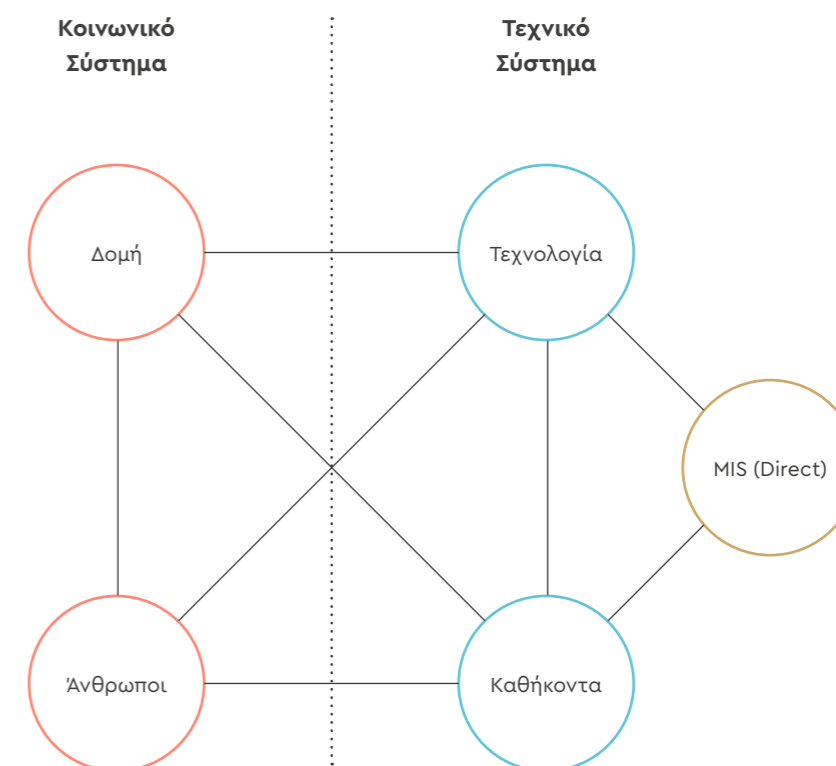 Κοινωνικό
Σύστημα
Τεχνικό
Σύστημα
Δομή
Τεχνολογία
MIS (Direct)
Άνθρωποι
Καθήκοντα